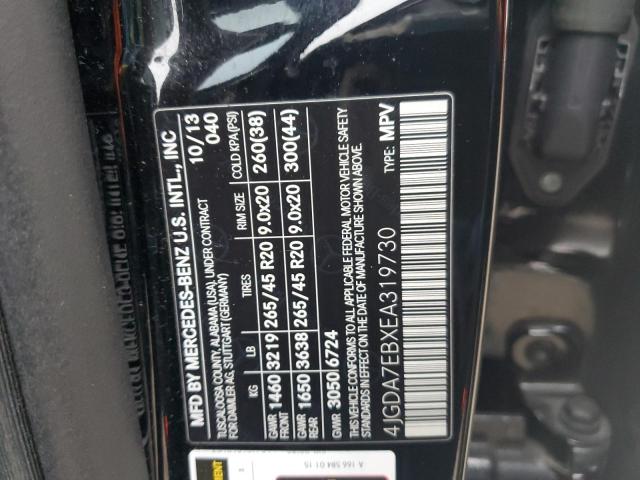 MFD BY MERCEDES-BENZ U.S. INTL., INC
TUSCALOOSA COUNTY, ALABAMA (USA) UNDER CONTRACT 10/13
FOR DAIMLER AG, STUTTGART (GERMANY) 040
KG LB TIRES RIM SIZE COLD KPA(PSI)
GAWR FRT 1460 3219 265/45 R20 9.0x20 260(38)
GAWR REAR 1650 3638 265/45 R20 9.0x20 300(44)
GVWR 3050 6724
THIS VEHICLE CONFORMS TO ALL APPLICABLE FEDERAL MOTOR VEHICLE SAFETY
STANDARDS IN EFFECT ON THE DATE OF MANUFACTURE SHOWN ABOVE.
4JGDA7EBXEA319730 TYPE: MPV
A 166 584 01 15